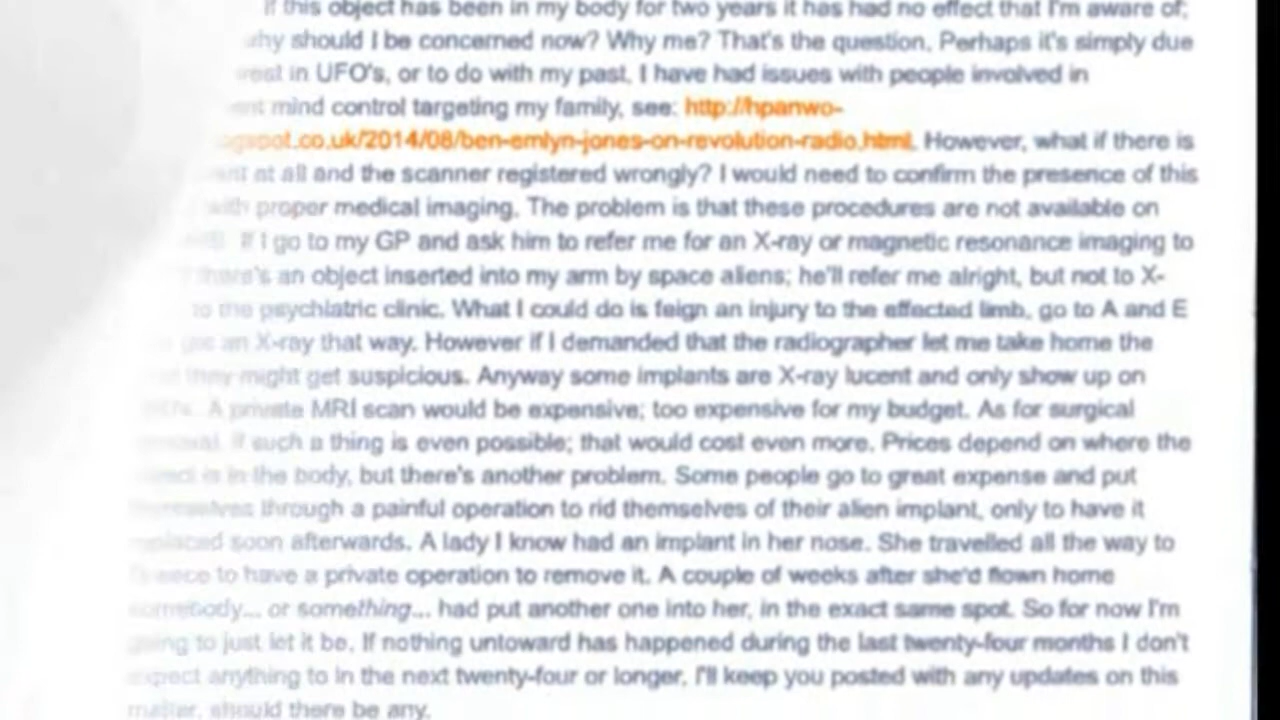 If this object has been in my body for two years it has had no effect that I'm aware of;
why should I be concerned now? Why me? That's the question. Perhaps it's simply due
in UFO's, or to do with my past. I have had issues with people involved in
mind control targeting my family, see: http://hpanwo-
.co.uk/2014/08/ben-emlyn-jones-on-revolution-radio.html. However, what if there is
at all and the scanner registered wrongly? I would need to confirm the presence of this
with proper medical imaging. The problem is that these procedures are not available on
If I go to my GP and ask him to refer me for an X-ray or magnetic resonance imaging to
there's an object inserted into my arm by space aliens; he'll refer me alright, but not to X-
to the psychiatric clinic. What I could do is feign an injury to the effected limb, go to A and E
an X-ray that way. However if I demanded that the radiographer let me take home the
they might get suspicious. Anyway some implants are X-ray lucent and only show up on
A private MRI scan would be expensive; too expensive for my budget. As for surgical
If such a thing is even possible; that would cost even more. Prices depend on where the
is in the body, but there's another problem. Some people go to great expense and put
themselves through a painful operation to rid themselves of their alien implant, only to have it
replaced soon afterwards. A lady I know had an implant in her nose. She travelled all the way to
to have a private operation to remove it. A couple of weeks after she'd flown home
somebody... or something... had put another one into her, in the exact same spot. So for now I'm
going to just let it be. If nothing untoward has happened during the last twenty-four months I don't
expect anything to in the next twenty-four or longer. I'll keep you posted with any updates on this
matter, should there be any.